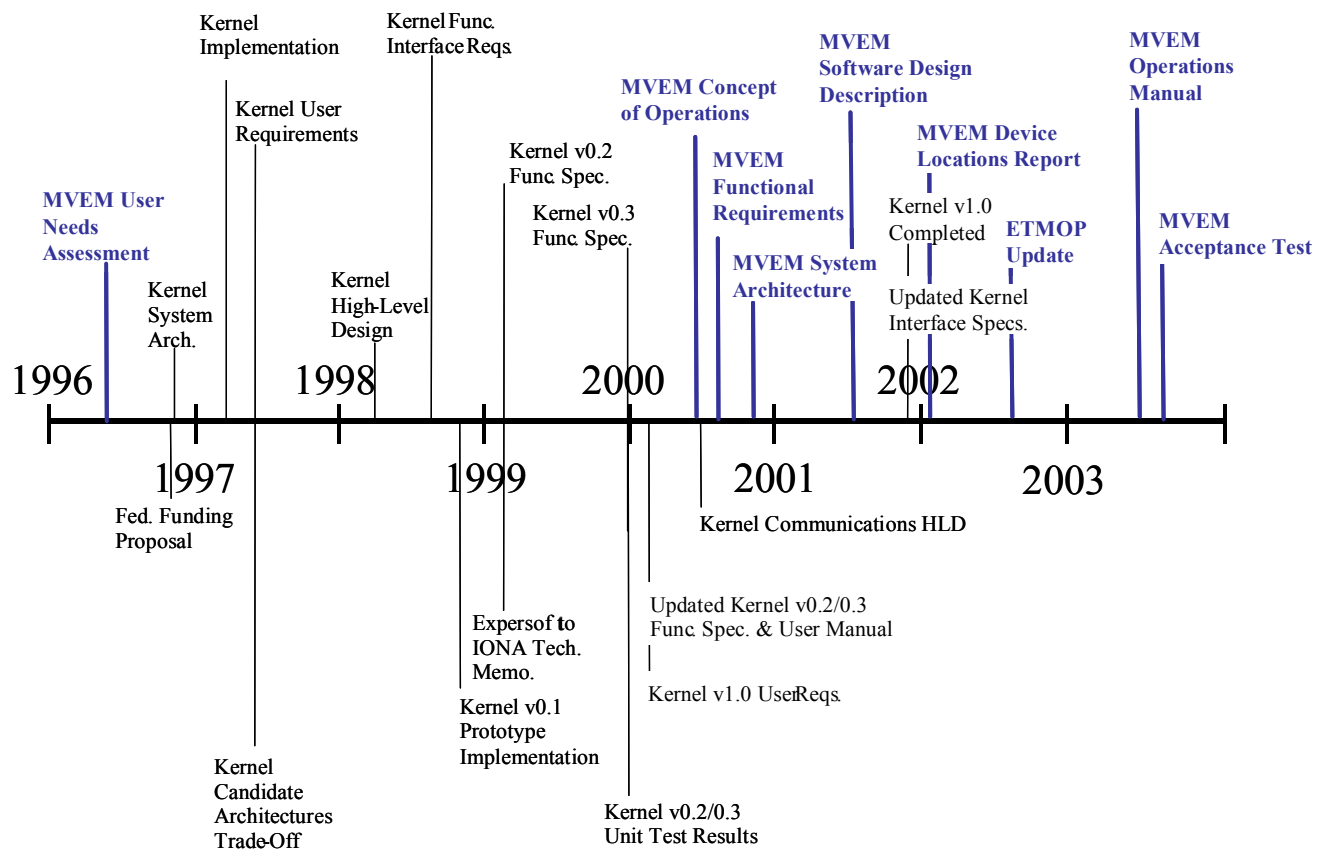 Kernel
Implementation
Kernel Func.
Interface Reqs.
MVEM
Software Design
Description
MVEM
Operations
Manual
MVEM Concept
of Operations
Kernel User
Requirements
MVEM Device
Locations Report
Kernel v0.2
Func. Spec.
MVEM
Functional
Requirements
MVEM User
Needs
Assessment
Kernel v0.3
Func. Spec.
Kernel v1.0
Completed
ETMOP
Update
MVEM
Acceptance Test
MVEM System
Architecture
Kernel
System
Arch.
Kernel
High-Level
Design
Updated Kernel
Interface Specs.
1996
1998
2000
2002
1997
1999
2001
2003
Fed. Funding
Proposal
Kernel Communications HLD
Updated Kernel v0.2/0.3
Func. Spec. & User Manual
Expersoft to
IONA Tech.
Memo.
Kernel v1.0 UserReqs.
Kernel v0.1
Prototype
Implementation
Kernel
Candidate
Architectures
Trade-Off
Kernel v0.2/0.3
Unit Test Results